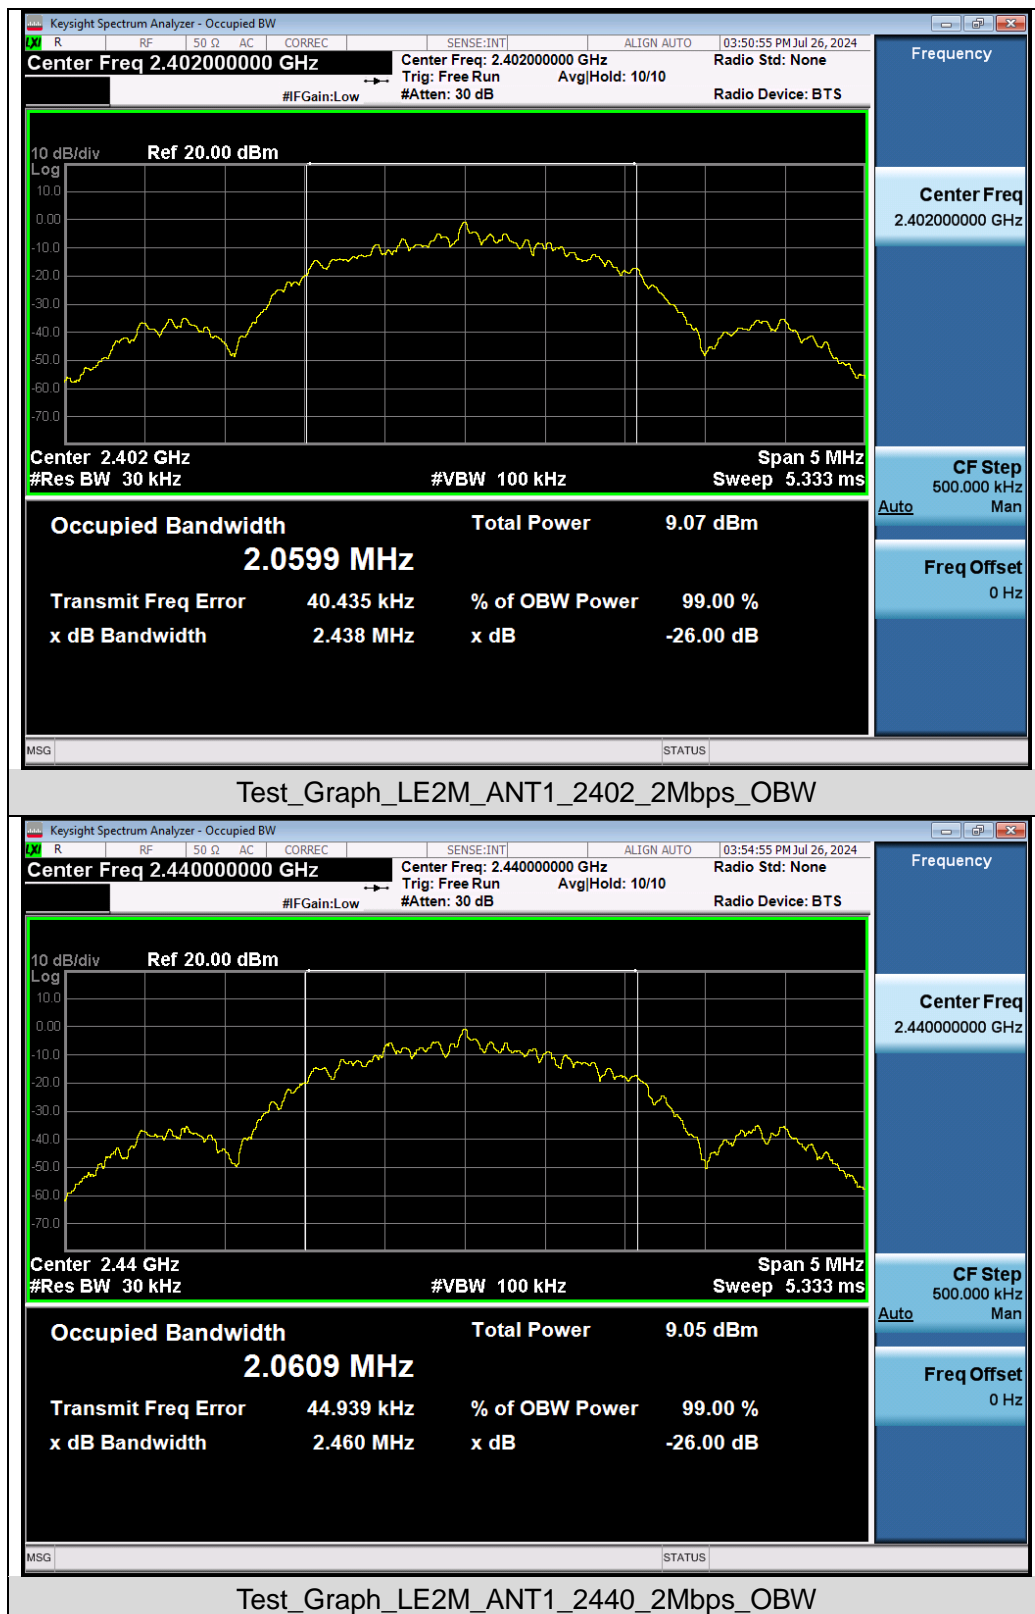 Keysight Spectrum Analyzer - Occupied BW
LXI R RF 50 Ω AC CORREC SENSE:INT ALIGN AUTO 03:50:55 PM Jul 26, 2024
Center Freq 2.402000000 GHz Center Freq: 2.402000000 GHz Radio Std: None
Trig: Free Run Avg|Hold: 10/10
#IFGain:Low #Atten: 30 dB Radio Device: BTS
Frequency
10 dB/div Ref 20.00 dBm
Log
10.0
0.00
-10.0
-20.0
-30.0
-40.0
-50.0
-60.0
-70.0
Center 2.402 GHz Span 5 MHz
#Res BW 30 kHz #VBW 100 kHz Sweep 5.333 ms
Occupied Bandwidth Total Power 9.07 dBm
2.0599 MHz
Transmit Freq Error 40.435 kHz % of OBW Power 99.00 %
x dB Bandwidth 2.438 MHz x dB -26.00 dB
Center Freq
2.402000000 GHz
CF Step
500.000 kHz
Auto Man
Freq Offset
0 Hz
MSG STATUS
Test_Graph_LE2M_ANT1_2402_2Mbps_OBW
Keysight Spectrum Analyzer - Occupied BW
LXI R RF 50 Ω AC CORREC SENSE:INT ALIGN AUTO 03:54:55 PM Jul 26, 2024
Center Freq 2.440000000 GHz Center Freq: 2.440000000 GHz Radio Std: None
Trig: Free Run Avg|Hold: 10/10
#IFGain:Low #Atten: 30 dB Radio Device: BTS
Frequency
10 dB/div Ref 20.00 dBm
Log
10.0
0.00
-10.0
-20.0
-30.0
-40.0
-50.0
-60.0
-70.0
Center 2.44 GHz Span 5 MHz
#Res BW 30 kHz #VBW 100 kHz Sweep 5.333 ms
Occupied Bandwidth Total Power 9.05 dBm
2.0609 MHz
Transmit Freq Error 44.939 kHz % of OBW Power 99.00 %
x dB Bandwidth 2.460 MHz x dB -26.00 dB
Center Freq
2.440000000 GHz
CF Step
500.000 kHz
Auto Man
Freq Offset
0 Hz
MSG STATUS
Test_Graph_LE2M_ANT1_2440_2Mbps_OBW